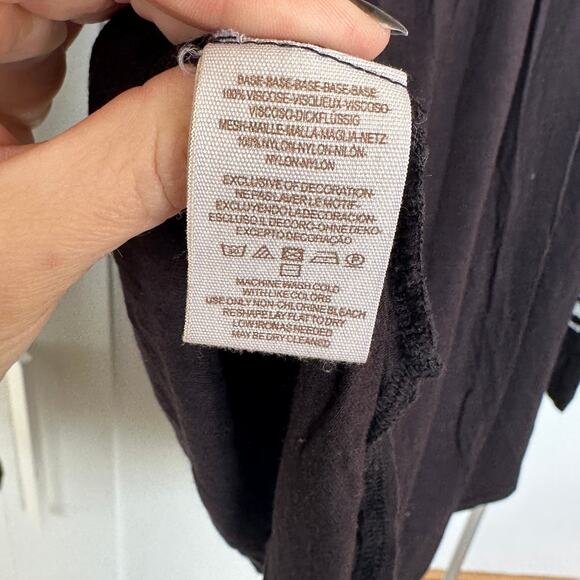 BASE-BASE-BASE-BASE-BASE
100% VISCOSE-VISQUEUX-VISCOSO-
VISCOSO-DICKFLÜSSIG
MESH-MAILLE-MALLA-MAGLIA-NETZ
100% NYLON-NYLON-NILÓN-
NYLON-NYLON
EXCLUSIVE OF DECORATION-
NE PAS LAVER LE MOTIF-
EXCLUYENDO LA DECORACION-
ESCLUSO IL DECORO-OHNE DEKO-
EXCEPTO DECORAÇÃO
MACHINE WASH COLD
WITH LIKE COLORS
USE ONLY NON-CHLORINE BLEACH
RESHAPE LAY FLAT TO DRY
LOW IRON AS NEEDED
MAY BE DRY CLEANED